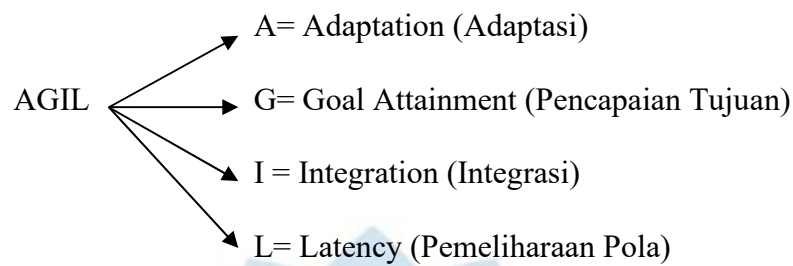 A= Adaptation (Adaptasi)
AGIL
G= Goal Attainment (Pencapaian Tujuan)
I = Integration (Integrasi)
L= Latency (Pemeliharaan Pola)